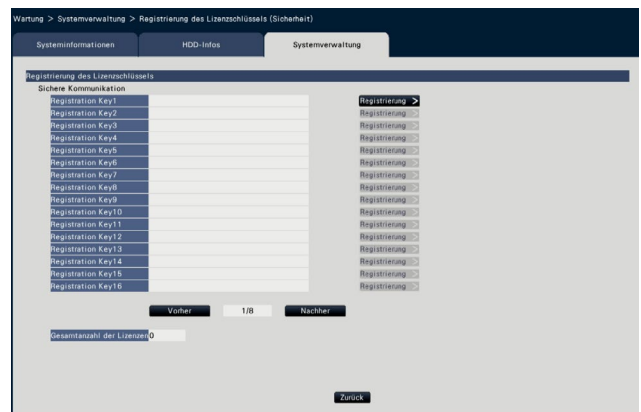 Wartung > Systemverwaltung > Registrierung des Lizenzschlüssels (Sicherheit)
Systeminformationen HDD-Infos Systemverwaltung
Registrierung des Lizenzschlüssels
Sichere Kommunikation
Registration Key1 Registrierung >
Registration Key2 Registrierung >
Registration Key3 Registrierung >
Registration Key4 Registrierung >
Registration Key5 Registrierung >
Registration Key6 Registrierung >
Registration Key7 Registrierung >
Registration Key8 Registrierung >
Registration Key9 Registrierung >
Registration Key10 Registrierung >
Registration Key11 Registrierung >
Registration Key12 Registrierung >
Registration Key13 Registrierung >
Registration Key14 Registrierung >
Registration Key15 Registrierung >
Registration Key16 Registrierung >
Vorher 1/8 Nachher
Gesamtanzahl der Lizenzen 0
Zurück